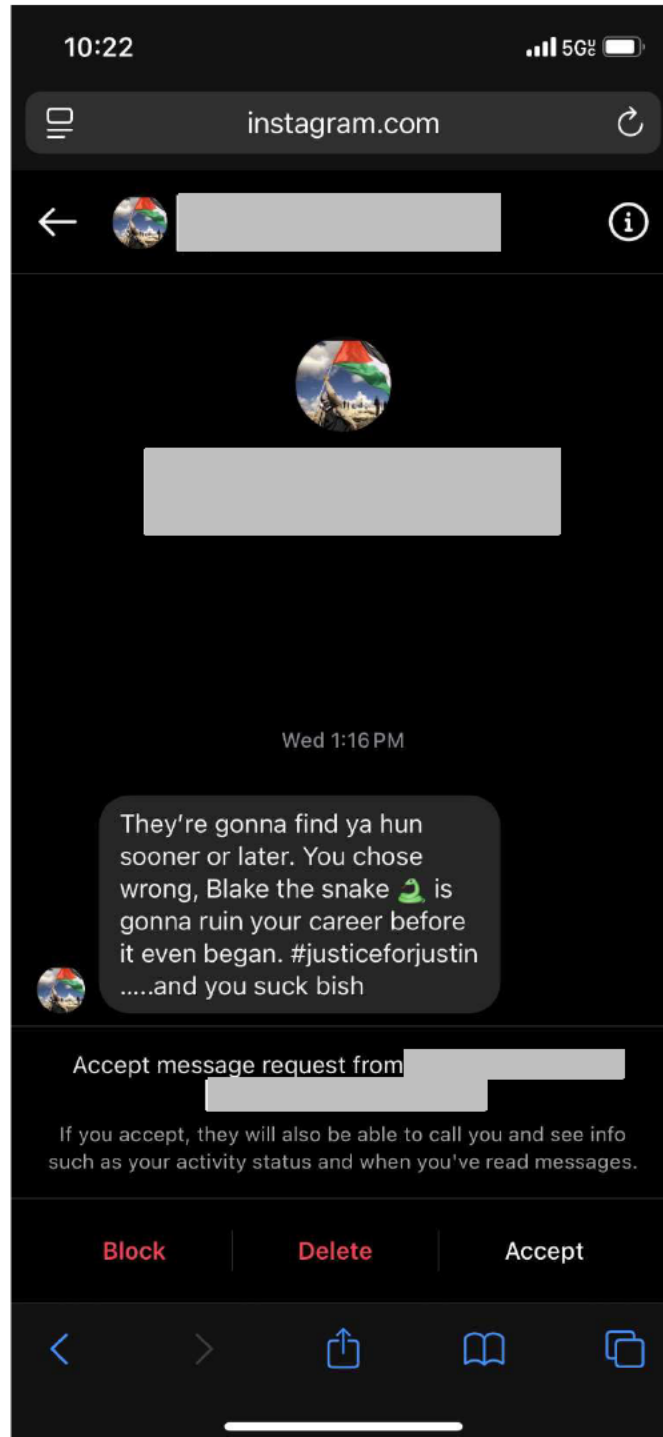 10:22
5G
instagram.com
Wed 1:16 PM
They're gonna find ya hun
sooner or later. You chose
wrong, Blake the snake 🐍 is
gonna ruin your career before
it even began. #justiceforjustin
.....and you suck bish
Accept message request from
If you accept, they will also be able to call you and see info
such as your activity status and when you've read messages.
Block Delete Accept